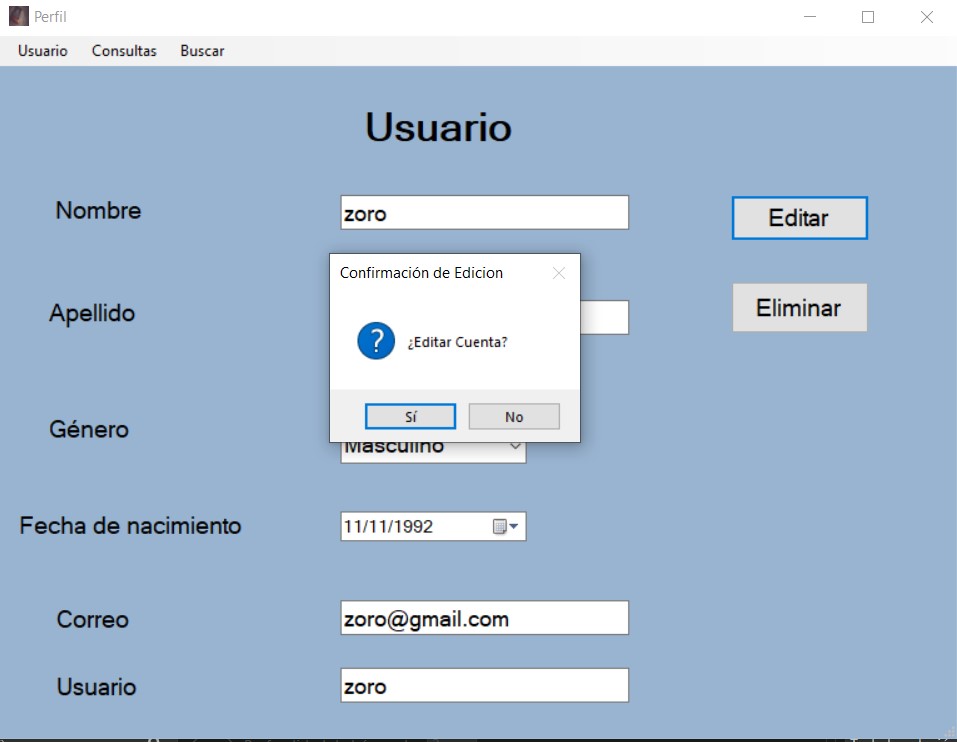 Perfil
Usuario Consultas Buscar
Usuario
Nombre zoro Editar
Confirmación de Edicion
Apellido Eliminar
¿Editar Cuenta?
Sí No
Género Masculino
Fecha de nacimiento 11/11/1992
Correo zoro@gmail.com
Usuario zoro